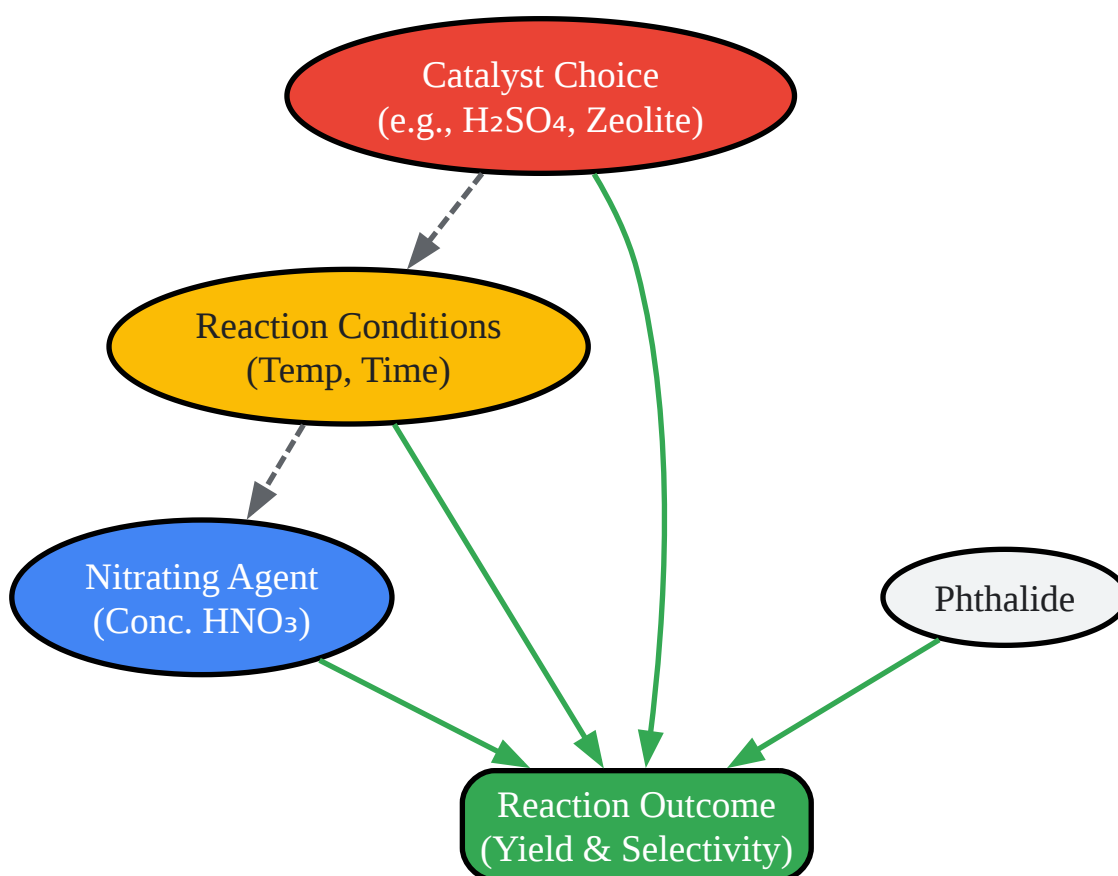 Catalyst Choice
(e.g., H₂SO₄, Zeolite)
Reaction Conditions
(Temp, Time)
Nitrating Agent
(Conc. HNO₃)
Phthalide
Reaction Outcome
(Yield & Selectivity)